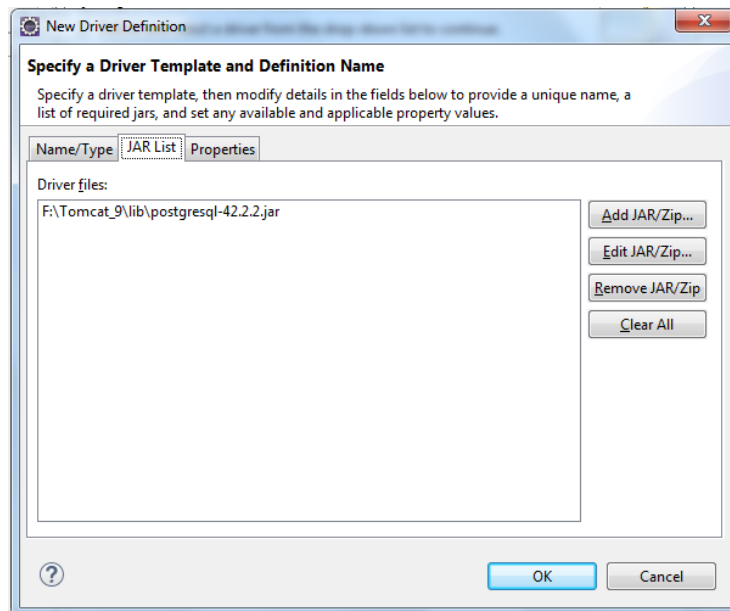 New Driver Definition
Specify a Driver Template and Definition Name
Specify a driver template, then modify details in the fields below to provide a unique name, a
list of required jars, and set any available and applicable property values.
Name/Type JAR List Properties
Driver files:
F:\Tomcat_9\lib\postgresql-42.2.2.jar
Add JAR/Zip...
Edit JAR/Zip...
Remove JAR/Zip
Clear All
OK Cancel